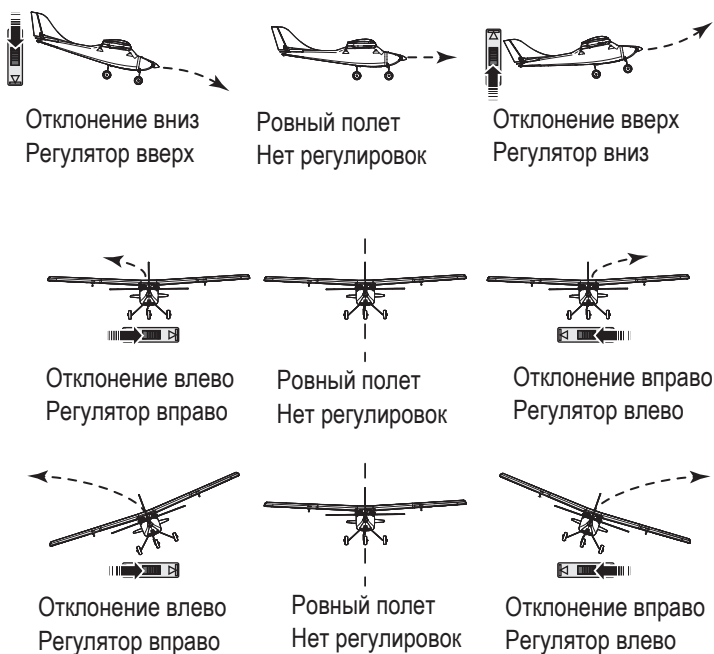 Отклонение вниз
Регулятор вверх
Ровный полет
Нет регулировок
Отклонение вверх
Регулятор вниз
Отклонение влево
Регулятор вправо
Ровный полет
Нет регулировок
Отклонение вправо
Регулятор влево
Отклонение влево
Регулятор вправо
Ровный полет
Нет регулировок
Отклонение вправо
Регулятор влево